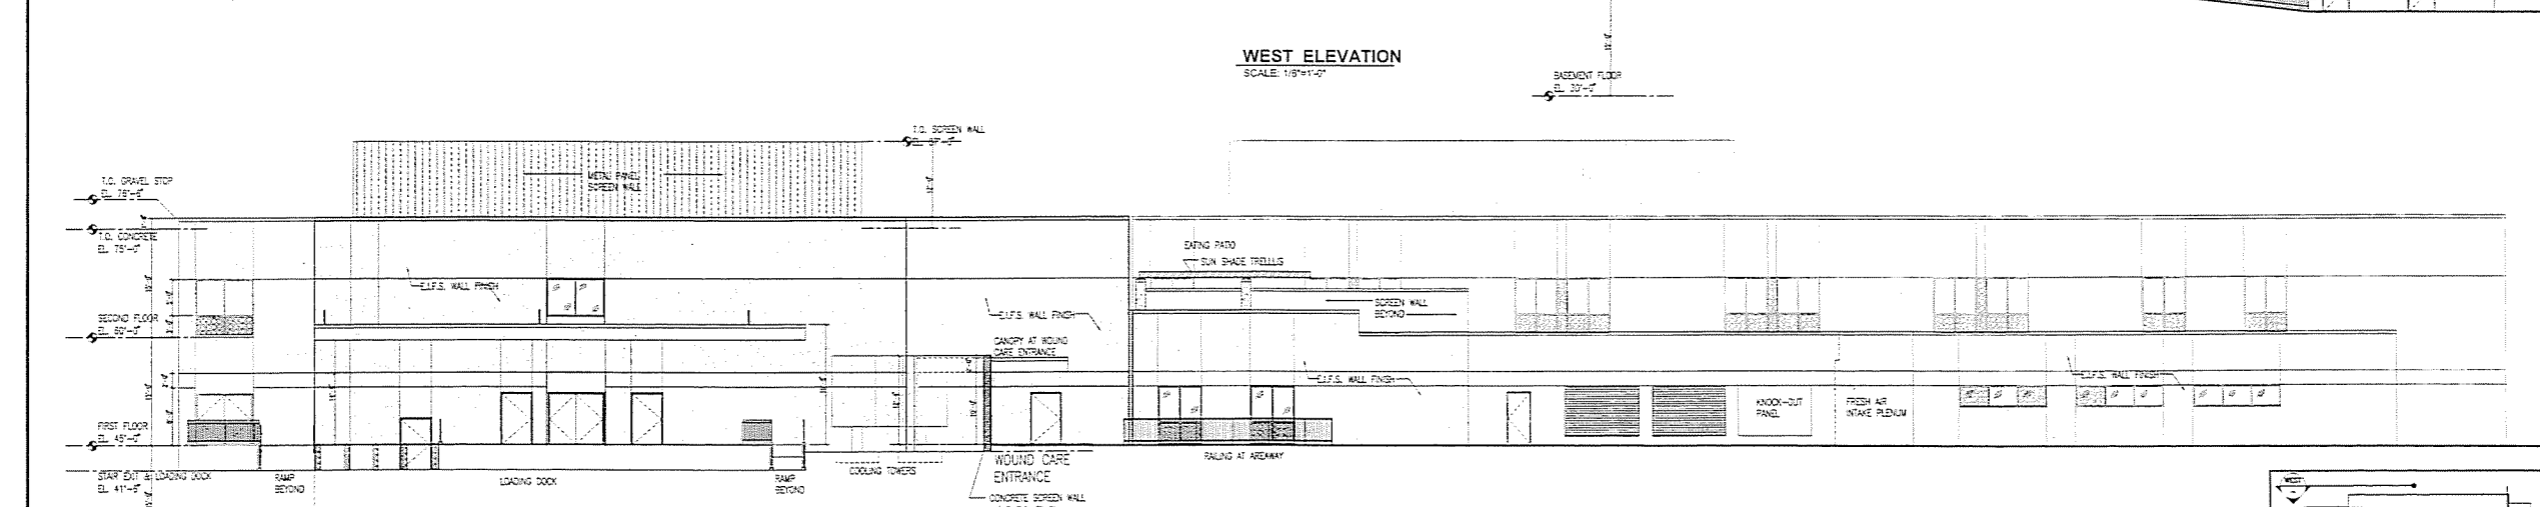 WEST ELEVATION
SCALE: 1/8"=1'-0"
BASEMENT FLOOR
EL. 30'-0"
T.O. SCREEN WALL
T.O. GRAVEL STOP
EL. 76'-6"
METAL PANEL
SCREEN WALL
T.O. CONCRETE
EL. 75'-0"
EATING PATIO
SUN SHADE TRELLIS
E.I.F.S. WALL FINISH
SCREEN WALL
BEYOND
SECOND FLOOR
EL. 60'-0"
E.I.F.S. WALL FINISH
CANOPY AT WOUND
CARE ENTRANCE
E.I.F.S. WALL FINISH
E.I.F.S. WALL FINISH
KNOCK-OUT
PANEL
FRESH AIR
INTAKE PLENUM
FIRST FLOOR
EL. 45'-0"
RAILING AT AREAWAY
WOUND CARE
ENTRANCE
COOLING TOWERS
STAIR EXIT & LOADING DOCK
EL. 41'-6"
RAMP
BEYOND
LOADING DOCK
RAMP
BEYOND
CONCRETE SCREEN WALL
WEST